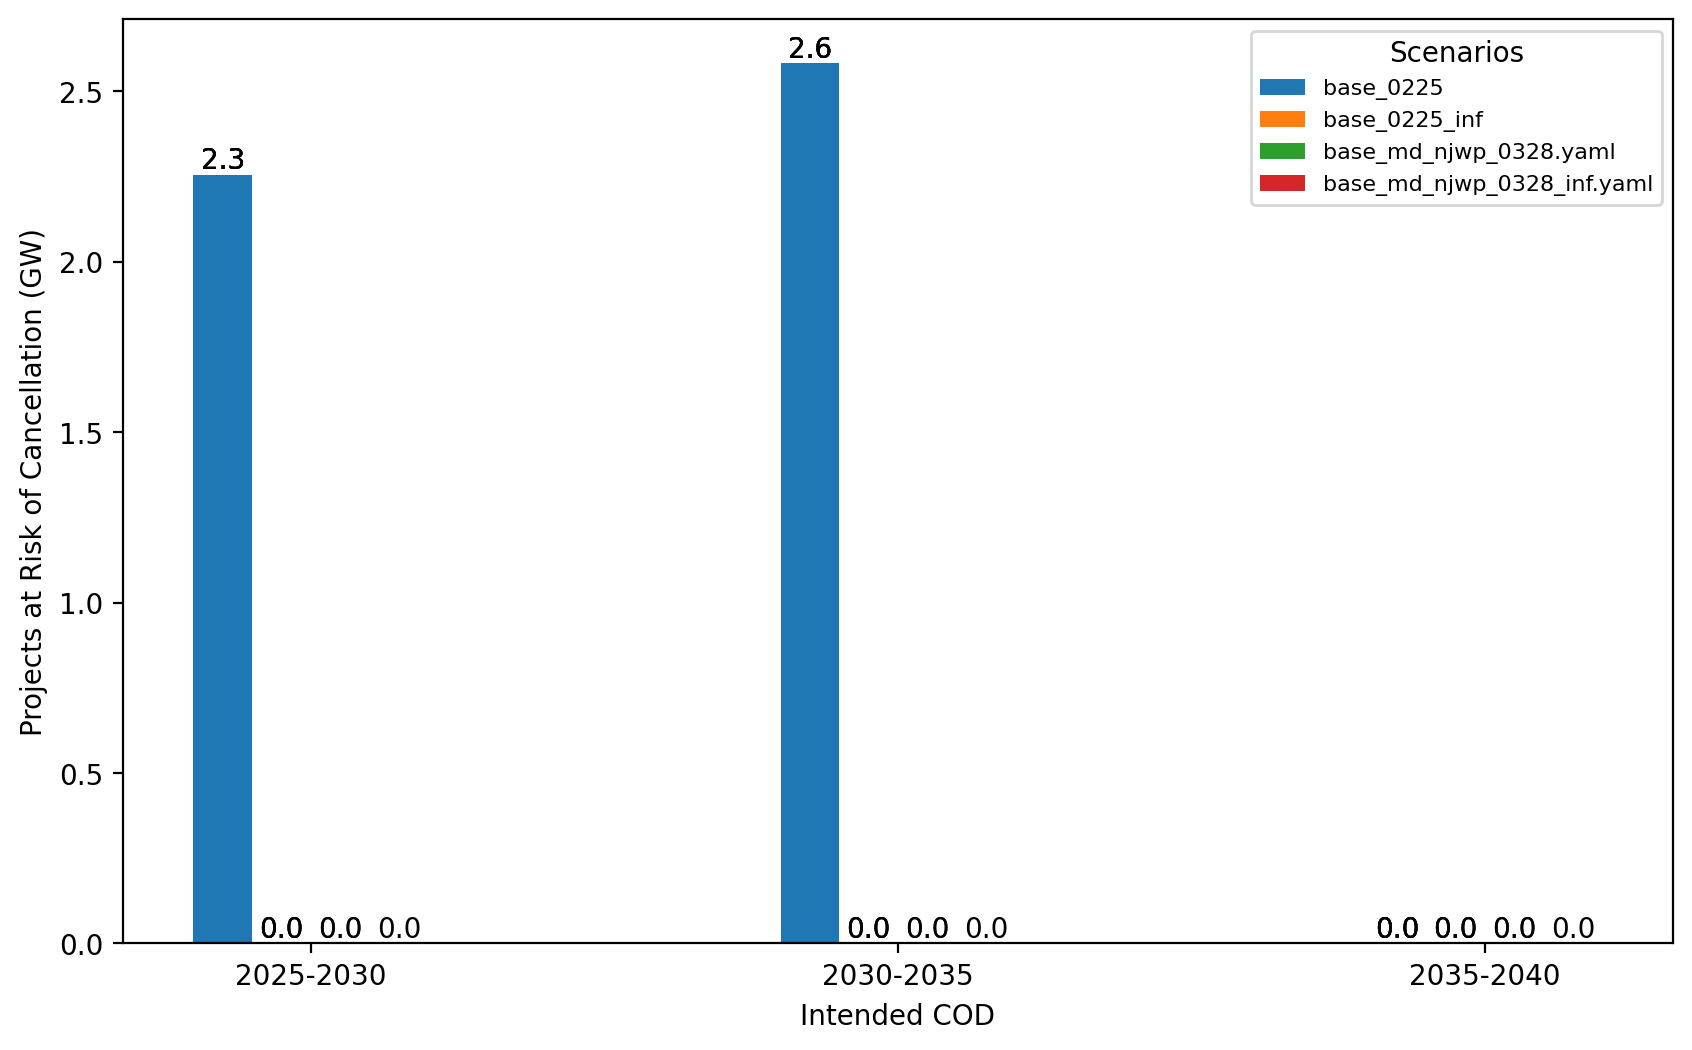 2.3
2.6
0.0 0.0 0.0
0.0 0.0 0.0
0.0 0.0 0.0 0.0
Scenarios
base_0225
base_0225_inf
base_md_njwp_0328.yaml
base_md_njwp_0328_inf.yaml
Projects at Risk of Cancellation (GW)
2.5
2.0
1.5
1.0
0.5
0.0
2025-2030
2030-2035
2035-2040
Intended COD